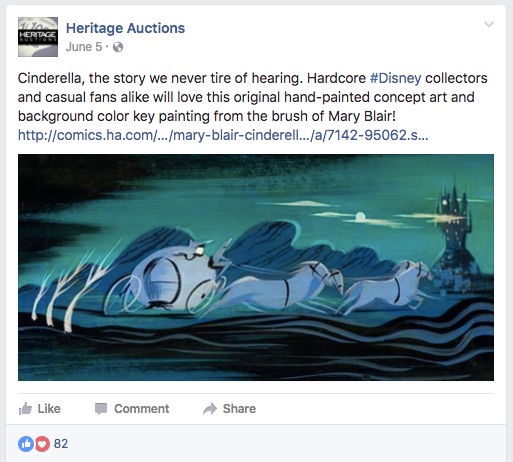 HERITAGE
AUCTIONS
Heritage Auctions
June 5 ·
Cinderella, the story we never tire of hearing. Hardcore #Disney collectors
and casual fans alike will love this original hand-painted concept art and
background color key painting from the brush of Mary Blair!
http://comics.ha.com/.../mary-blair-cinderell.../a/7142-95062.s...
Like Comment Share
82